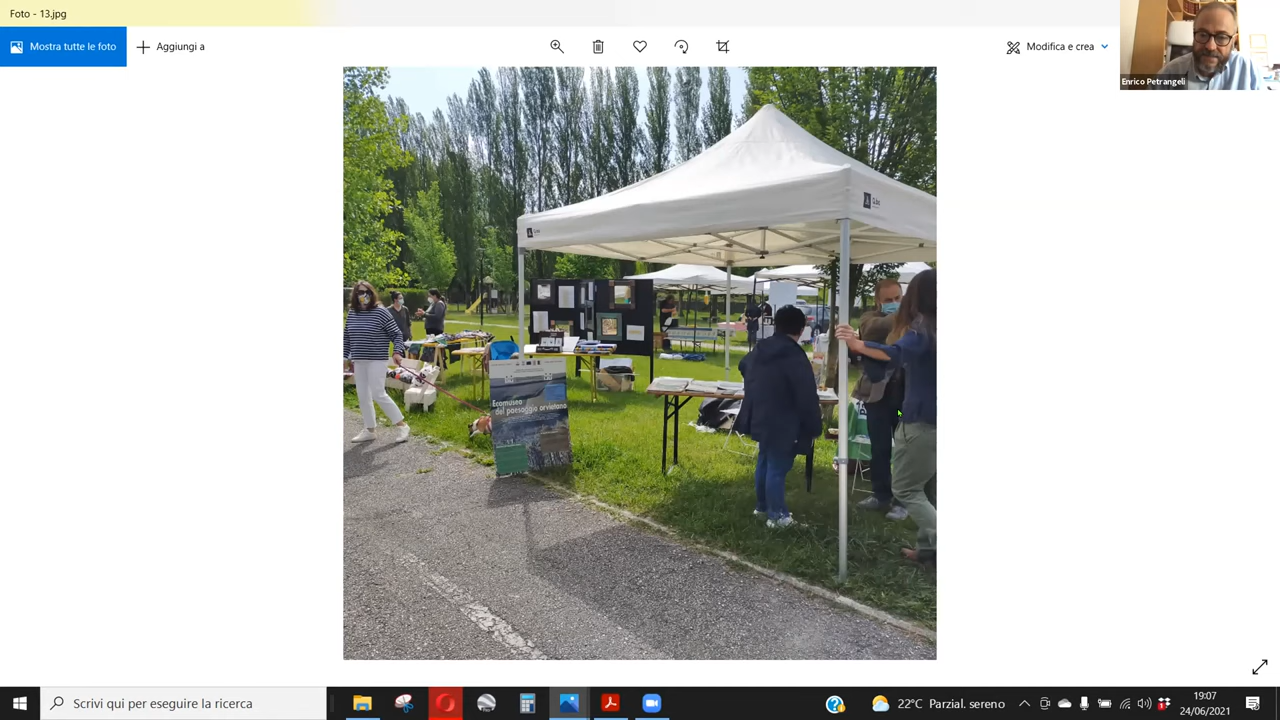 Foto - 13.jpg
Mostra tutte le foto
Aggiungi a
Modifica e crea
Enrico Petrangeli
Ecomuseo
del paesaggio orvietano
Scrivi qui per eseguire la ricerca
22°C Parzial. sereno
19:07
24/06/2021